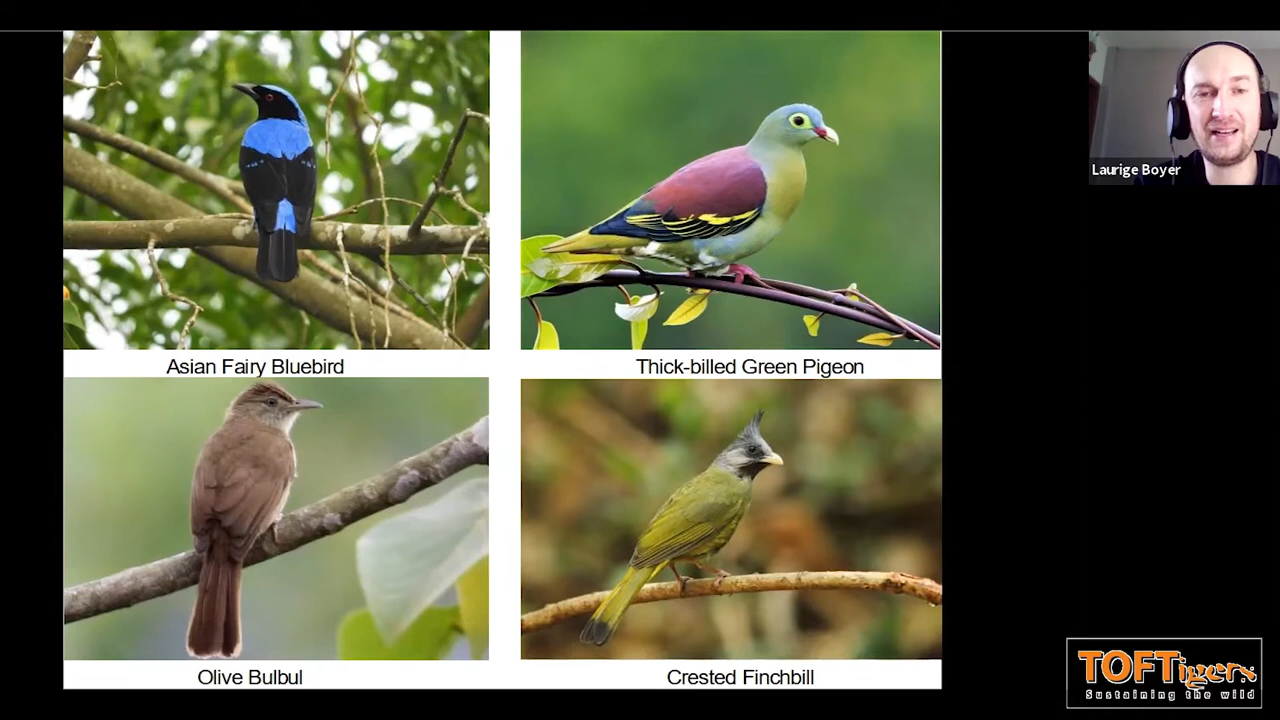 Laurige Boyer
Asian Fairy Bluebird
Thick-billed Green Pigeon
Olive Bulbul
Crested Finchbill
TOFTigers
Sustaining the wild